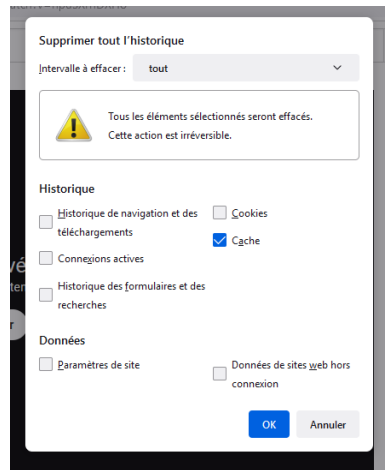 Supprimer tout l'historique
Intervalle à effacer : tout
Tous les éléments sélectionnés seront effacés.
Cette action est irréversible.
Historique
Historique de navigation et des
téléchargements
Cookies
Cache
Connexions actives
Historique des formulaires et des
recherches
Données
Paramètres de site
Données de sites web hors
connexion
OK Annuler